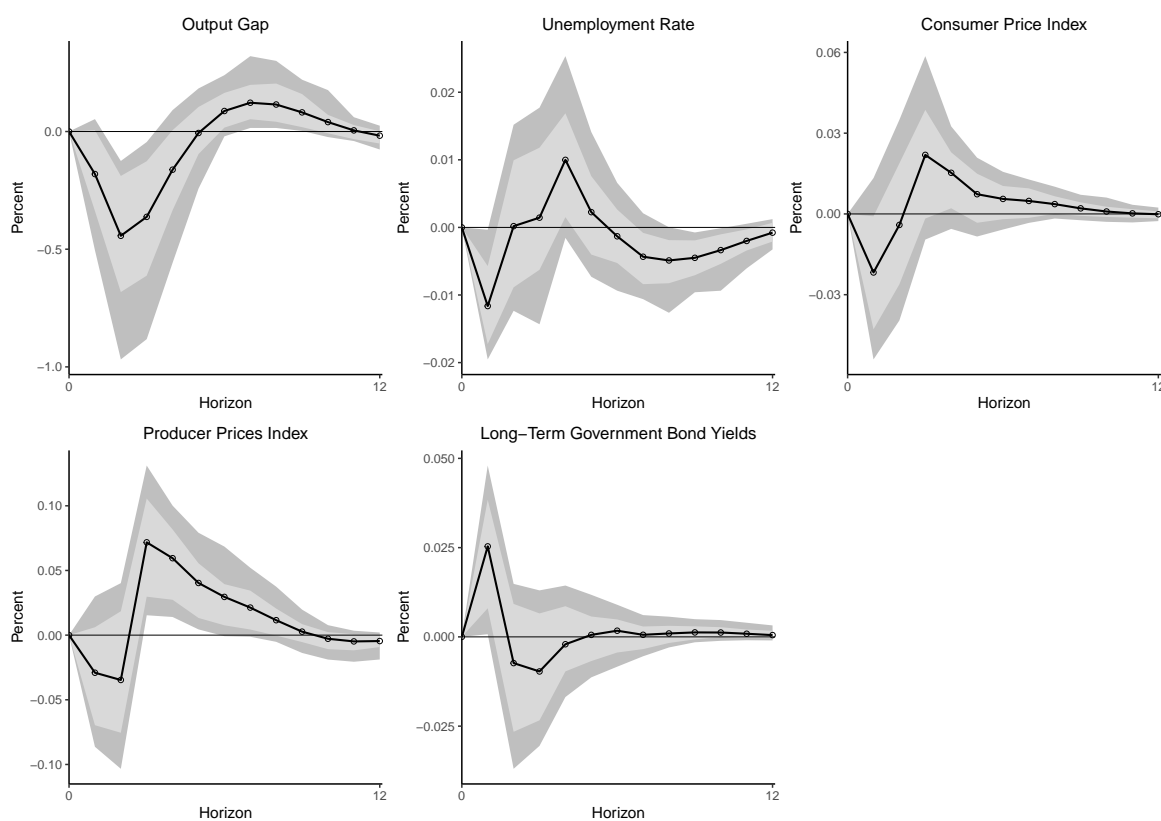 Output Gap
Percent
0.0
−0.5
−1.0
0
12
Horizon
Unemployment Rate
Percent
0.02
0.01
0.00
−0.01
−0.02
0
12
Horizon
Consumer Price Index
Percent
0.06
0.03
0.00
−0.03
0
12
Horizon
Producer Prices Index
Percent
0.10
0.05
0.00
−0.05
−0.10
0
12
Horizon
Long−Term Government Bond Yields
Percent
0.050
0.025
0.000
−0.025
0
12
Horizon